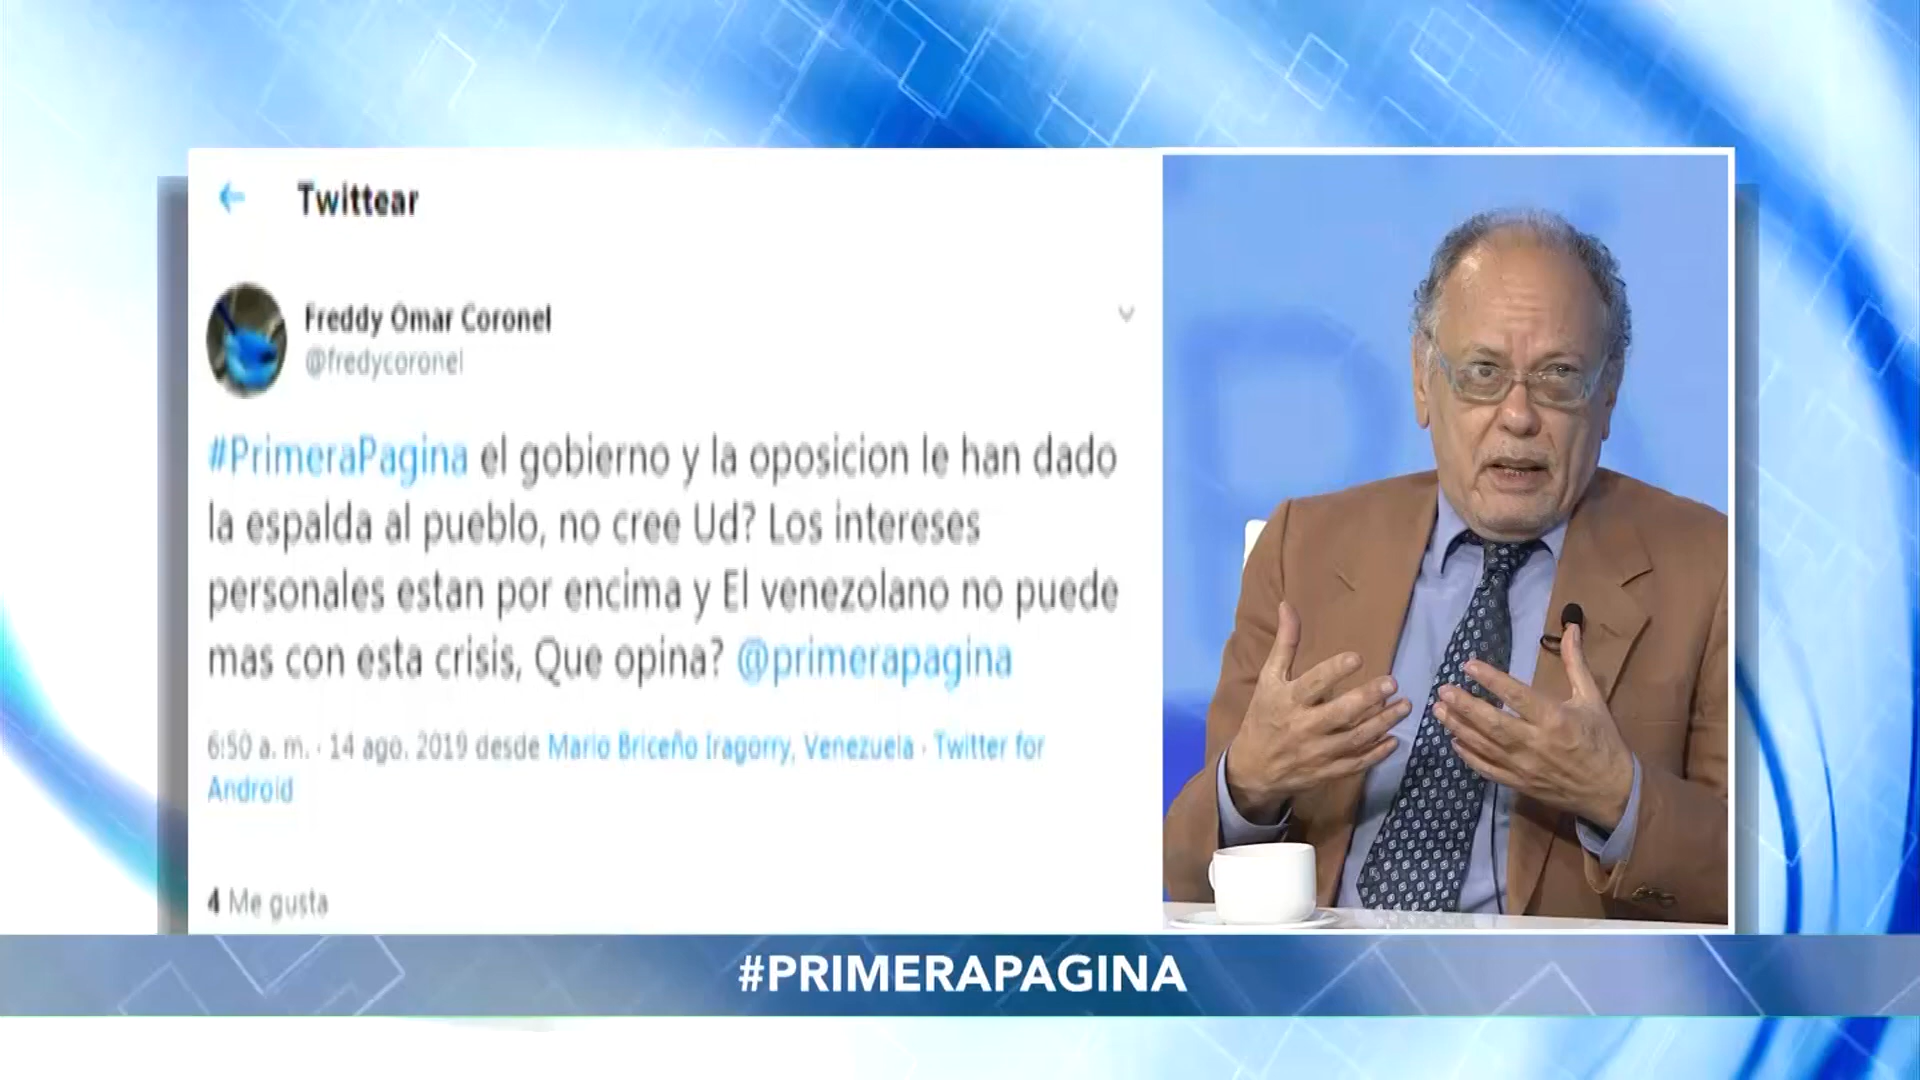 Twittear
Freddy Omar Coronel
@fredycoronel
#PrimeraPagina el gobierno y la oposicion le han dado
la espalda al pueblo, no cree Ud? Los intereses
personales estan por encima y El venezolano no puede
mas con esta crisis, Que opina? @primerapagina
6:50 a. m. · 14 ago. 2019 desde Mario Briceño Iragorry, Venezuela · Twitter for
Android
4 Me gusta
#PRIMERAPAGINA